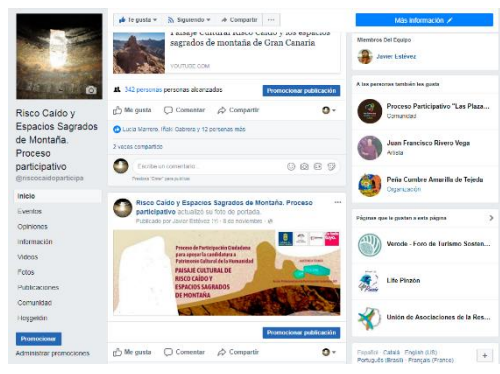 Te gusta
Siguiendo
Compartir
Más información
Paisaje Cultural Risco Caído y los espacios
sagrados de montaña de Gran Canaria
YOUTUBE.COM
342 personas personas alcanzadas
Promocionar publicación
Me gusta Comentar Compartir
Lucia Marrero, Iñaki Cabrera y 12 personas más
2 veces compartido
Escribe un comentario...
Risco Caído y
Espacios Sagrados
de Montaña.
Proceso
participativo
@riscocaidoparticipa
Inicio
Eventos
Opiniones
Información
Vídeos
Fotos
Publicaciones
Comunidad
Promocionar
Administrar promociones
Risco Caído y Espacios Sagrados de Montaña. Proceso
participativo actualizó su foto de portada.
Publicado por Javier Estévez
8 de noviembre
Proceso de Participación Ciudadana
para apoyar la candidatura a
Patrimonio Cultural de la Humanidad
PAISAJE CULTURAL DE
RISCO CAÍDO Y
ESPACIOS SAGRADOS
DE MONTAÑA
Promocionar publicación
Me gusta Comentar Compartir
Miembros Del Equipo
Javier Estévez
A las personas también les gusta
Proceso Participativo "Las Plaza...
Comunidad
Juan Francisco Rivero Vega
Artista
Peña Cumbre Amarilla de Tejeda
Organización
Páginas que le gustan a esta página
Verode - Foro de Turismo Sosten...
Life Pinzón
Unión de Asociaciones de la Res...
Español · Català · English (US)
Português (Brasil) · Français (France)